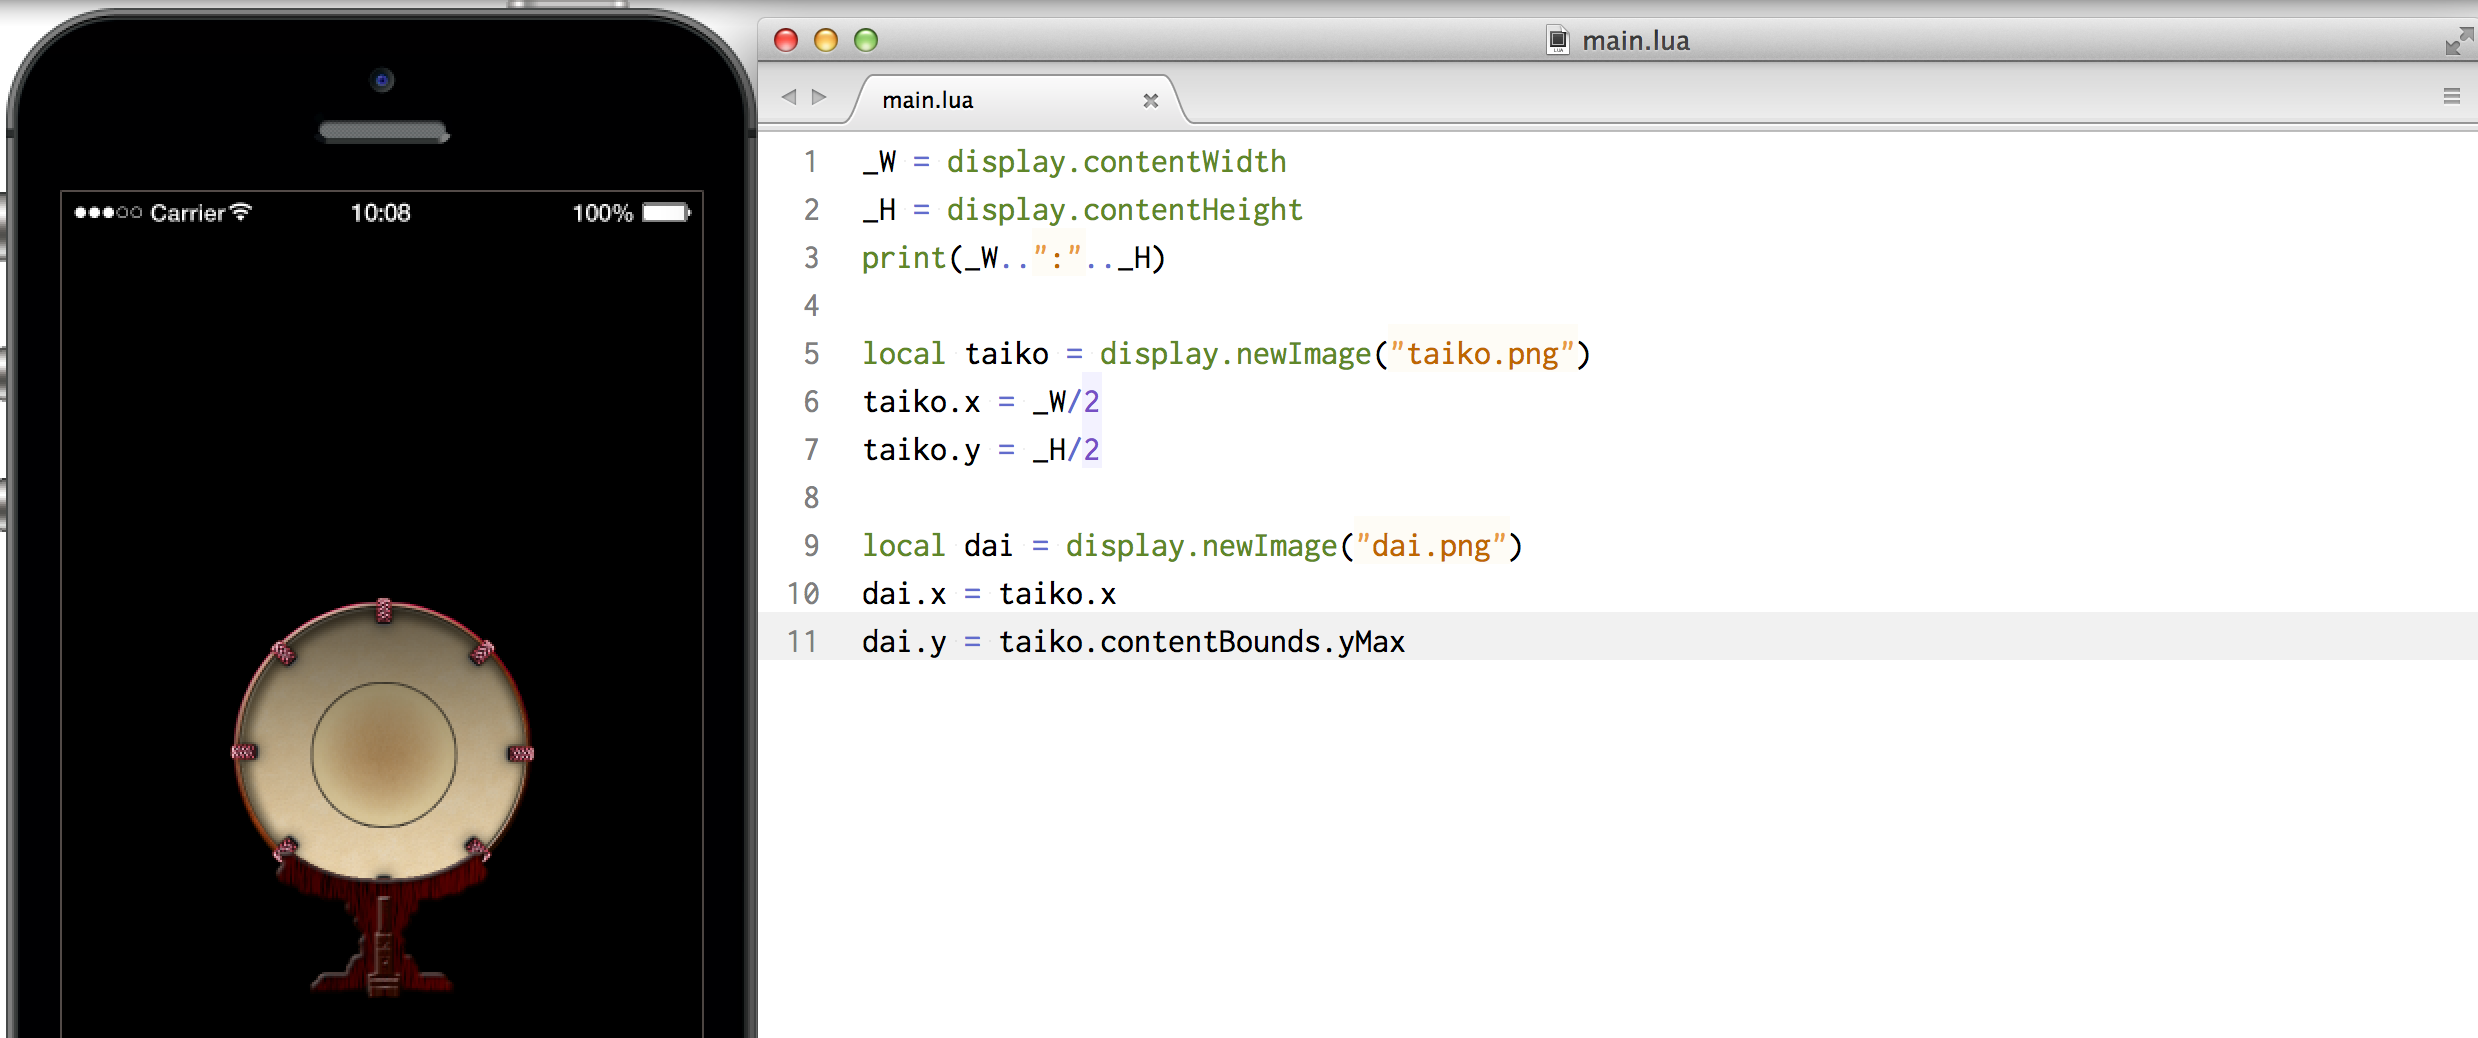 Carrier 10:08 100%
main.lua
main.lua
1 _W = display.contentWidth
2 _H = display.contentHeight
3 print(_W..":".._H)
4
5 local taiko = display.newImage("taiko.png")
6 taiko.x = _W/2
7 taiko.y = _H/2
8
9 local dai = display.newImage("dai.png")
10 dai.x = taiko.x
11 dai.y = taiko.contentBounds.yMax